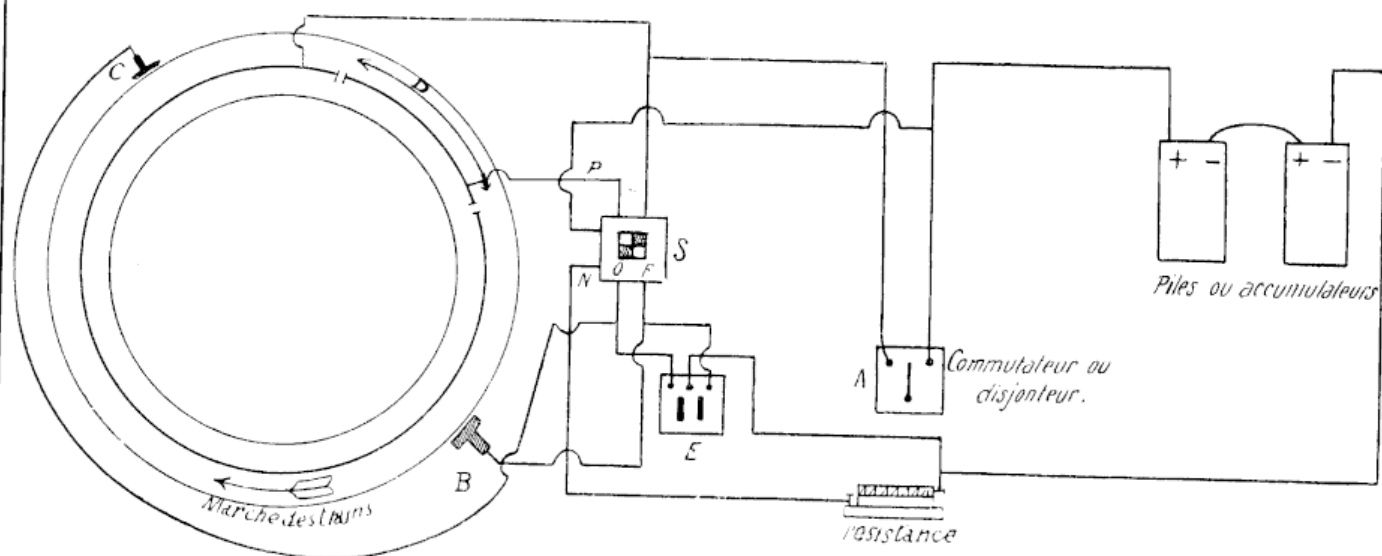 C
D
P
S
O F
N
+ - + -
Piles ou accumulateurs
A
Commutateur ou
disjonteur.
E
B
Marche des trains
résistance